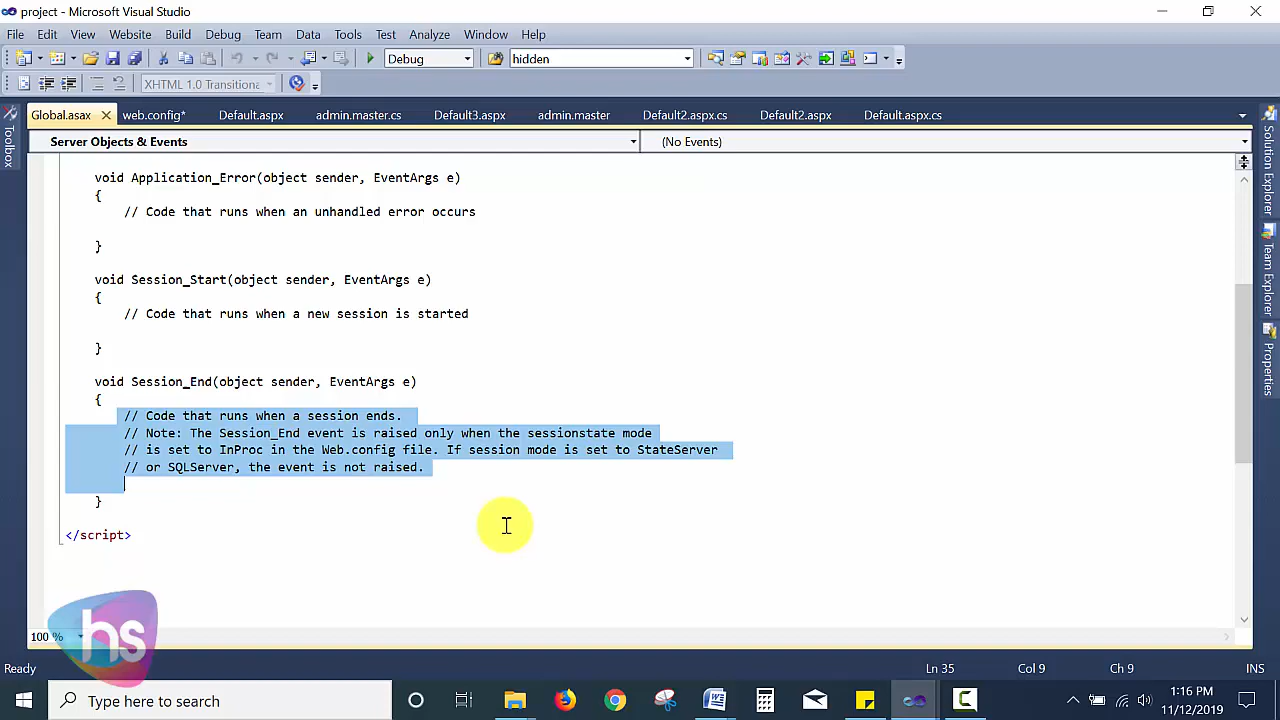 project - Microsoft Visual Studio
File Edit View Website Build Debug Team Data Tools Test Analyze Window Help
Debug hidden
XHTML 1.0 Transitiona
Global.asax web.config* Default.aspx admin.master.cs Default3.aspx admin.master Default2.aspx.cs Default2.aspx Default.aspx.cs
Server Objects & Events (No Events)
Toolbox
Solution Explorer
Team Explorer
Properties
void Application_Error(object sender, EventArgs e)
{
// Code that runs when an unhandled error occurs
}
void Session_Start(object sender, EventArgs e)
{
// Code that runs when a new session is started
}
void Session_End(object sender, EventArgs e)
{
// Code that runs when a session ends.
// Note: The Session_End event is raised only when the sessionstate mode
// is set to InProc in the Web.config file. If session mode is set to StateServer
// or SQLServer, the event is not raised.
}
</script>
hs
100 %
Ready Ln 35 Col 9 Ch 9 INS
Type here to search
1:16 PM
11/12/2019